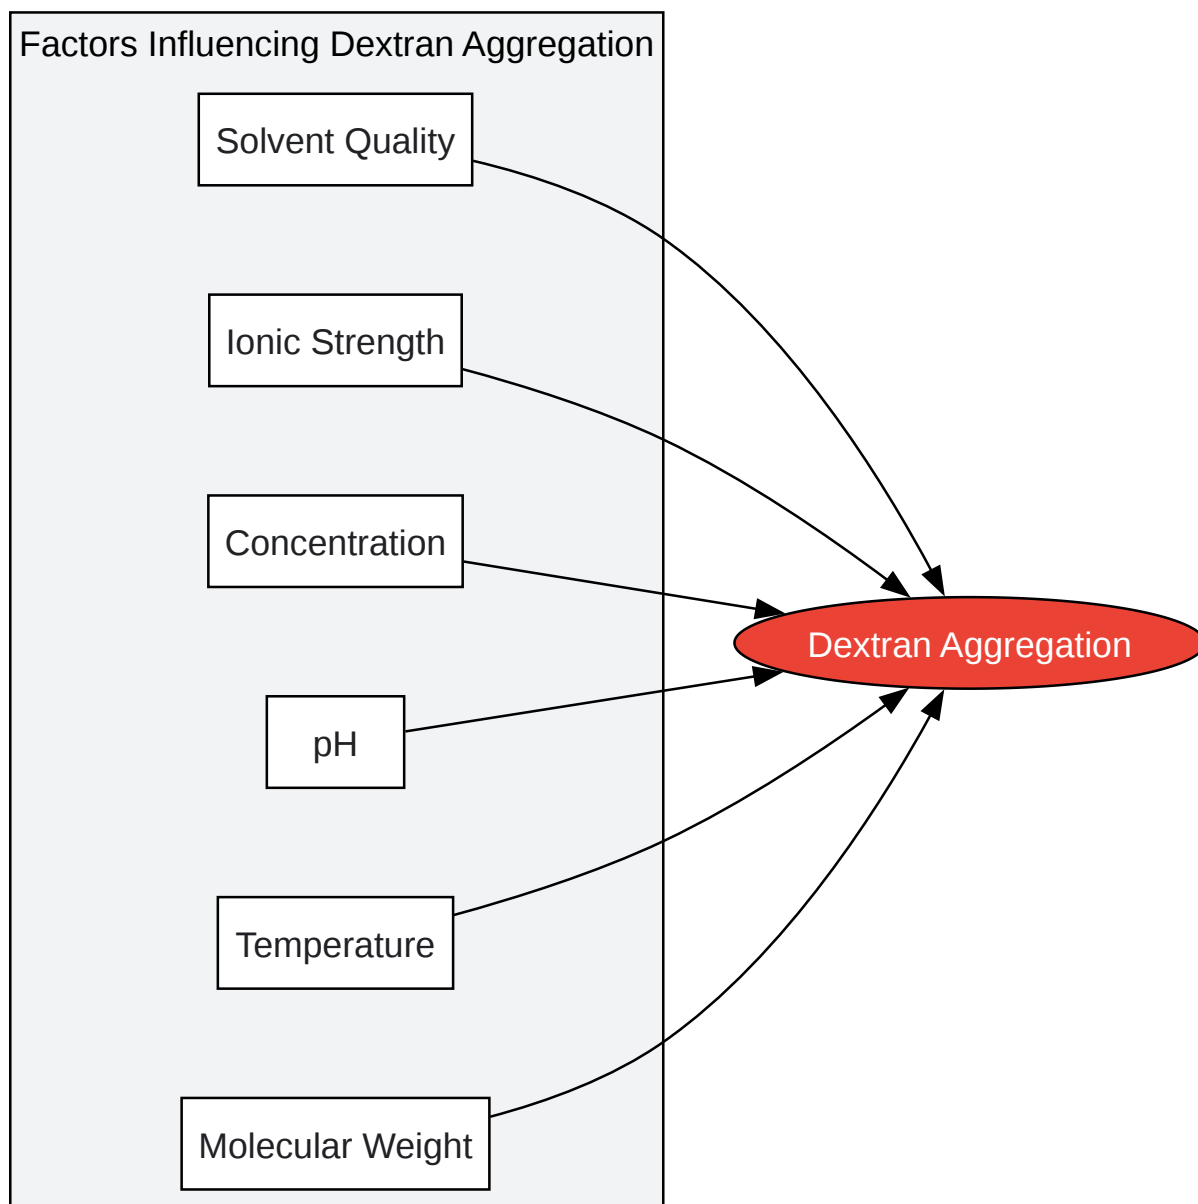 Factors Influencing Dextran Aggregation
Solvent Quality
Ionic Strength
Concentration
Dextran Aggregation
pH
Temperature
Molecular Weight